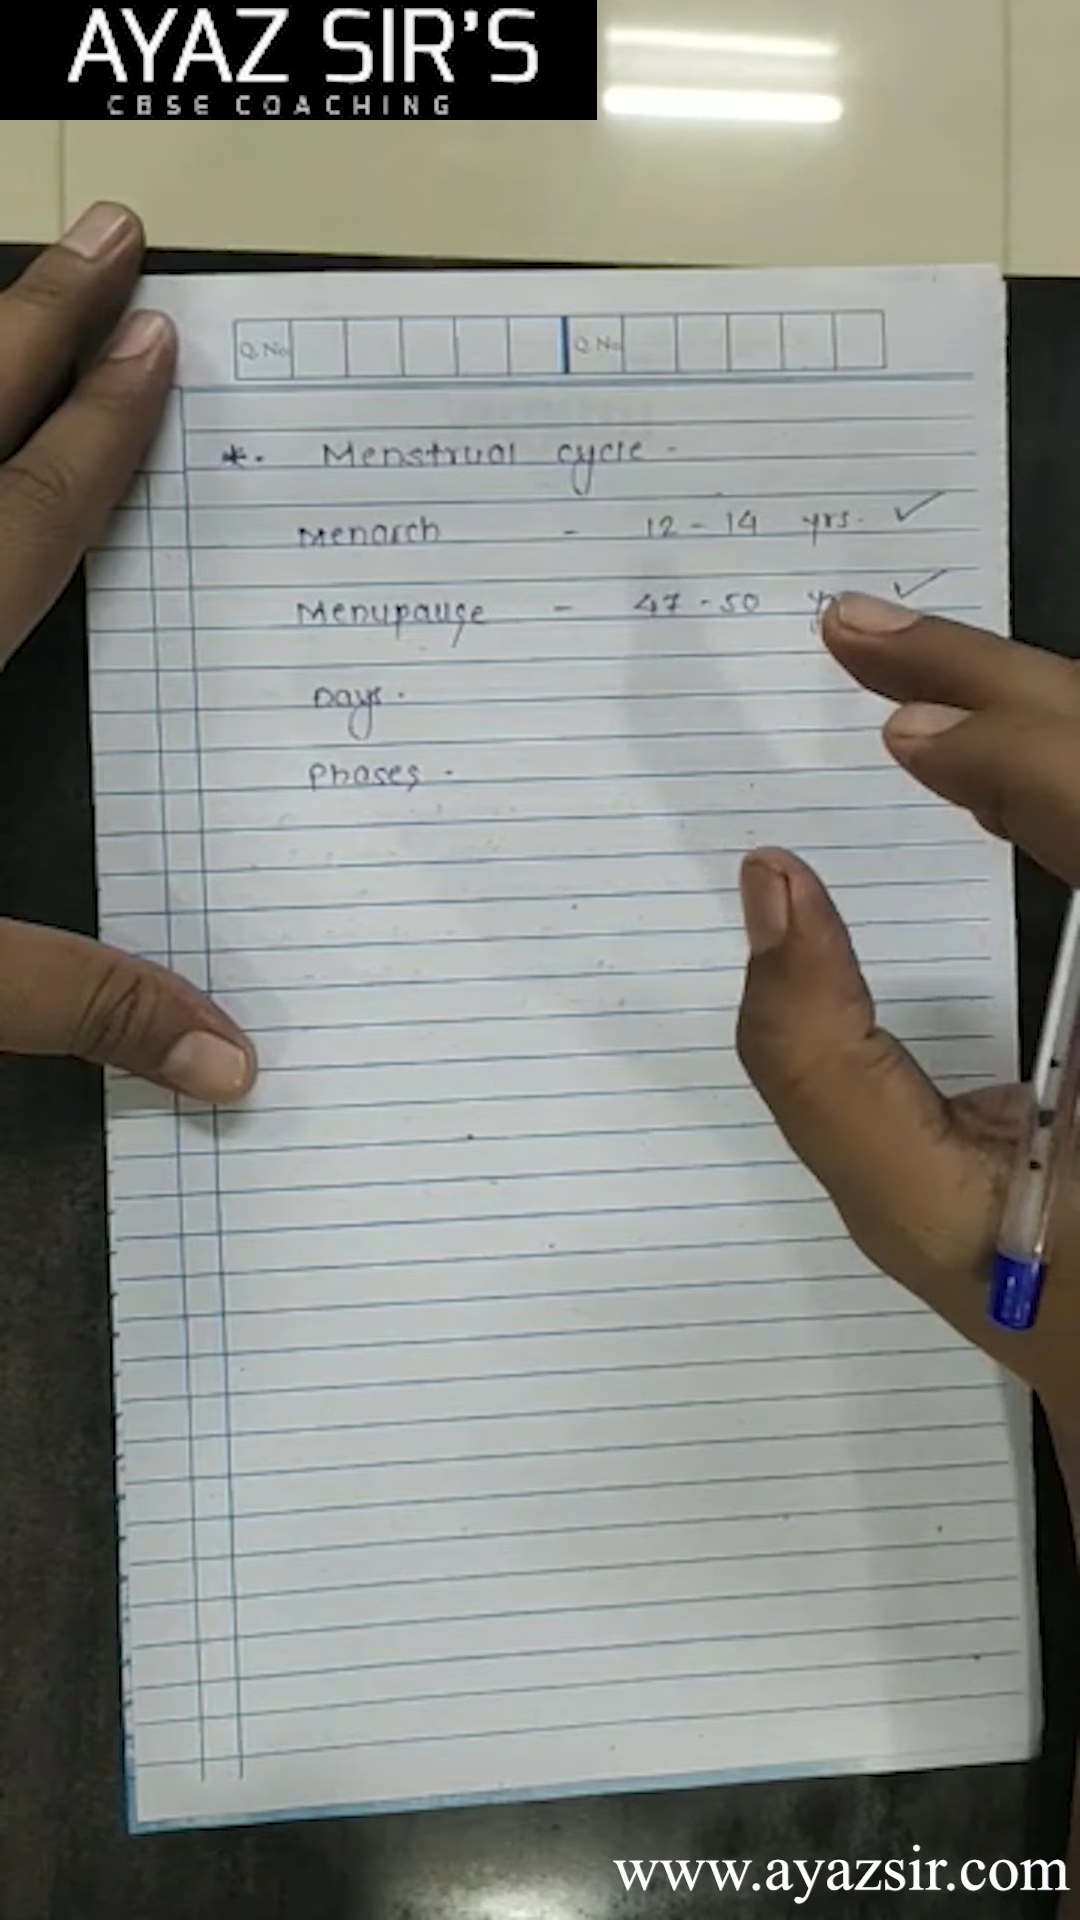 AYAZ SIR'S
CBSE COACHING
Q.No Q.No
*. Menstrual cycle -
Menarch - 12 - 14 yrs. ✓
Menupause - 47 - 50 ✓
Days.
Phases -
www.ayazsir.com